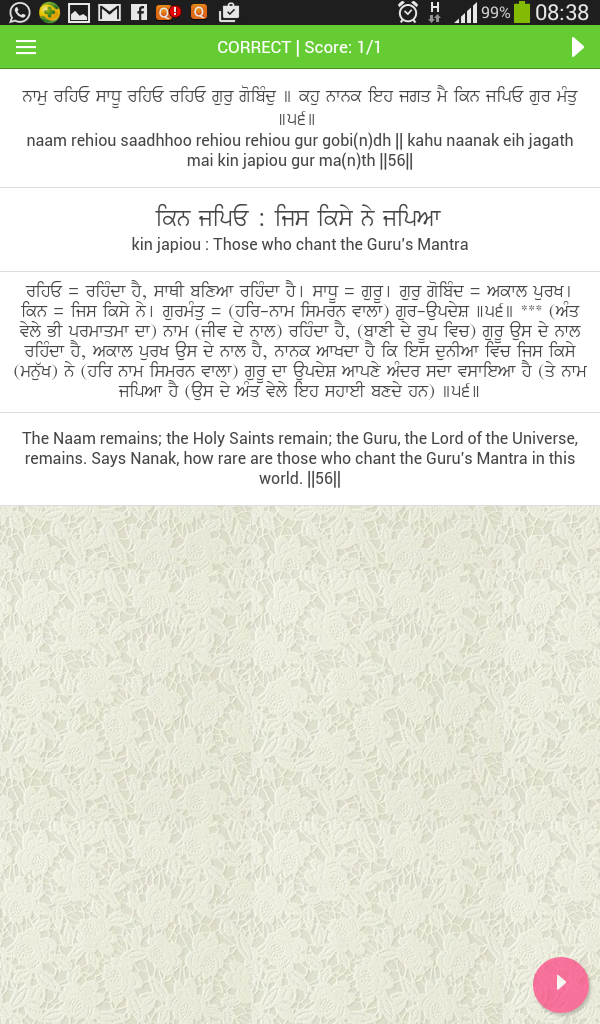 H
99%
08:38
CORRECT | Score: 1/1
ਨਾਮੁ ਰਹਿਓ ਸਾਧੂ ਰਹਿਓ ਰਹਿਓ ਗੁਰੁ ਗੋਬਿੰਦੁ ॥ ਕਹੁ ਨਾਨਕ ਇਹ ਜਗਤ ਮੈ ਕਿਨ ਜਪਿਓ ਗੁਰ ਮੰਤੁ
॥੫੬॥
naam rehiou saadhhoo rehiou rehiou gur gobi(n)dh || kahu naanak eih jagath
mai kin japiou gur ma(n)th ||56||
ਕਿਨ ਜਪਿਓ : ਜਿਸ ਕਿਸੇ ਨੇ ਜਪਿਆ
kin japiou : Those who chant the Guru's Mantra
ਰਹਿਓ = ਰਹਿੰਦਾ ਹੈ, ਸਾਥੀ ਬਣਿਆ ਰਹਿੰਦਾ ਹੈ। ਸਾਧੂ = ਗੁਰੂ। ਗੁਰੁ ਗੋਬਿੰਦ = ਅਕਾਲ ਪੁਰਖ।
ਕਿਨ = ਜਿਸ ਕਿਸੇ ਨੇ। ਗੁਰਮੰਤੁ = (ਹਰਿ-ਨਾਮ ਸਿਮਰਨ ਵਾਲਾ) ਗੁਰ-ਉਪਦੇਸ਼ ॥੫੬॥ *** (ਅੰਤ
ਵੇਲੇ ਭੀ ਪਰਮਾਤਮਾ ਦਾ) ਨਾਮ (ਜੀਵ ਦੇ ਨਾਲ) ਰਹਿੰਦਾ ਹੈ, (ਬਾਣੀ ਦੇ ਰੂਪ ਵਿਚ) ਗੁਰੂ ਉਸ ਦੇ ਨਾਲ
ਰਹਿੰਦਾ ਹੈ, ਅਕਾਲ ਪੁਰਖ ਉਸ ਦੇ ਨਾਲ ਹੈ, ਨਾਨਕ ਆਖਦਾ ਹੈ ਕਿ ਇਸ ਦੁਨੀਆ ਵਿੱਚ ਜਿਸ ਕਿਸੇ
(ਮਨੁੱਖ) ਨੇ (ਹਰਿ ਨਾਮ ਸਿਮਰਨ ਵਾਲਾ) ਗੁਰੂ ਦਾ ਉਪਦੇਸ਼ ਆਪਣੇ ਅੰਦਰ ਸਦਾ ਵਸਾਇਆ ਹੈ (ਤੇ ਨਾਮ
ਜਪਿਆ ਹੈ (ਉਸ ਦੇ ਅੰਤ ਵੇਲੇ ਇਹ ਸਹਾਈ ਬਣਦੇ ਹਨ) ॥੫੬॥
The Naam remains; the Holy Saints remain; the Guru, the Lord of the Universe,
remains. Says Nanak, how rare are those who chant the Guru's Mantra in this
world. ||56||